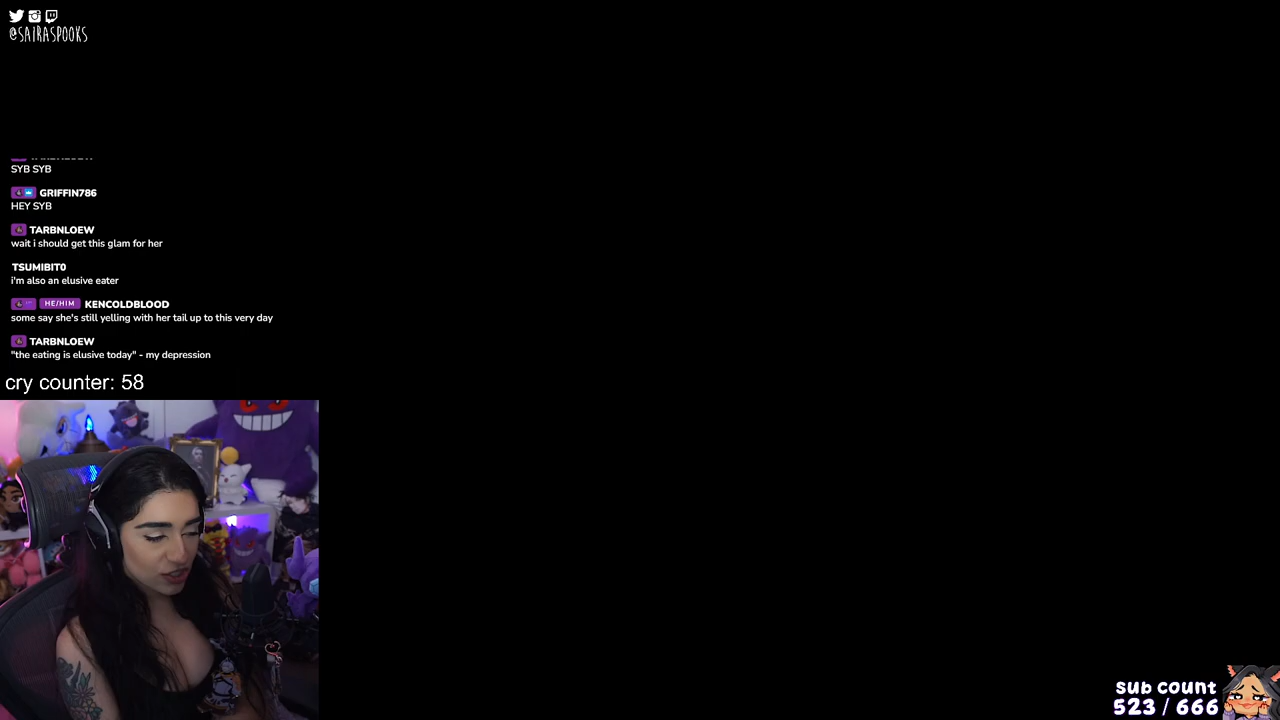 @SAIRASPOOKS
SYB SYB
GRIFFIN786
HEY SYB
TARBNLOEW
wait i should get this glam for her
TSUMIBIT0
i'm also an elusive eater
HE/HIM KENCOLDBLOOD
some say she's still yelling with her tail up to this very day
TARBNLOEW
"the eating is elusive today" - my depression
cry counter: 58
sub count
523 / 666